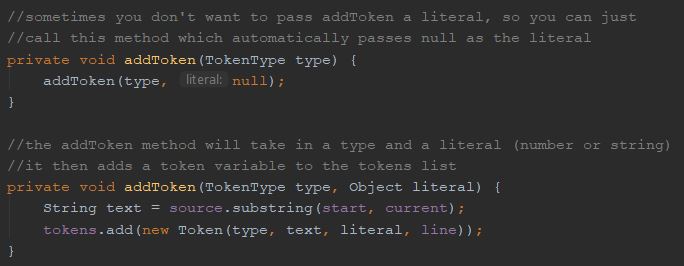 //sometimes you don't want to pass addToken a literal, so you can just
//call this method which automatically passes null as the literal
private void addToken(TokenType type) {
    addToken(type, literal: null);
}

//the addToken method will take in a type and a literal (number or string)
//it then adds a token variable to the tokens list
private void addToken(TokenType type, Object literal) {
    String text = source.substring(start, current);
    tokens.add(new Token(type, text, literal, line));
}